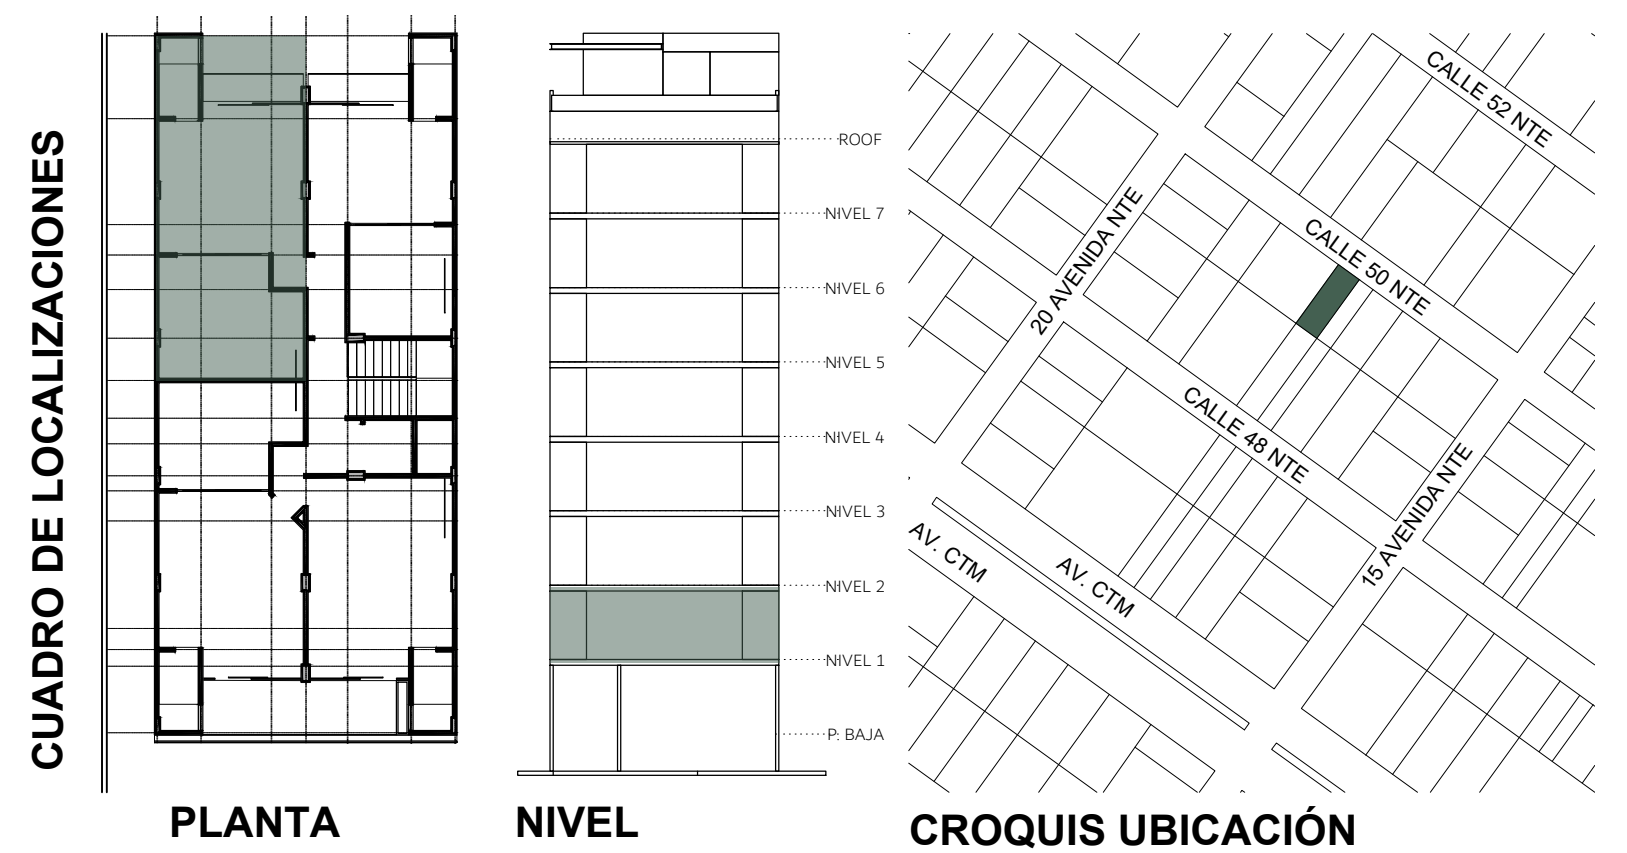 CUADRO DE LOCALIZACIONES
PLANTA
ROOF
NIVEL 7
NIVEL 6
NIVEL 5
NIVEL 4
NIVEL 3
NIVEL 2
NIVEL 1
P. BAJA
NIVEL
CALLE 52 NTE
20 AVENIDA NTE
CALLE 50 NTE
CALLE 48 NTE
15 AVENIDA NTE
AV. CTM
AV. CTM
CROQUIS UBICACIÓN